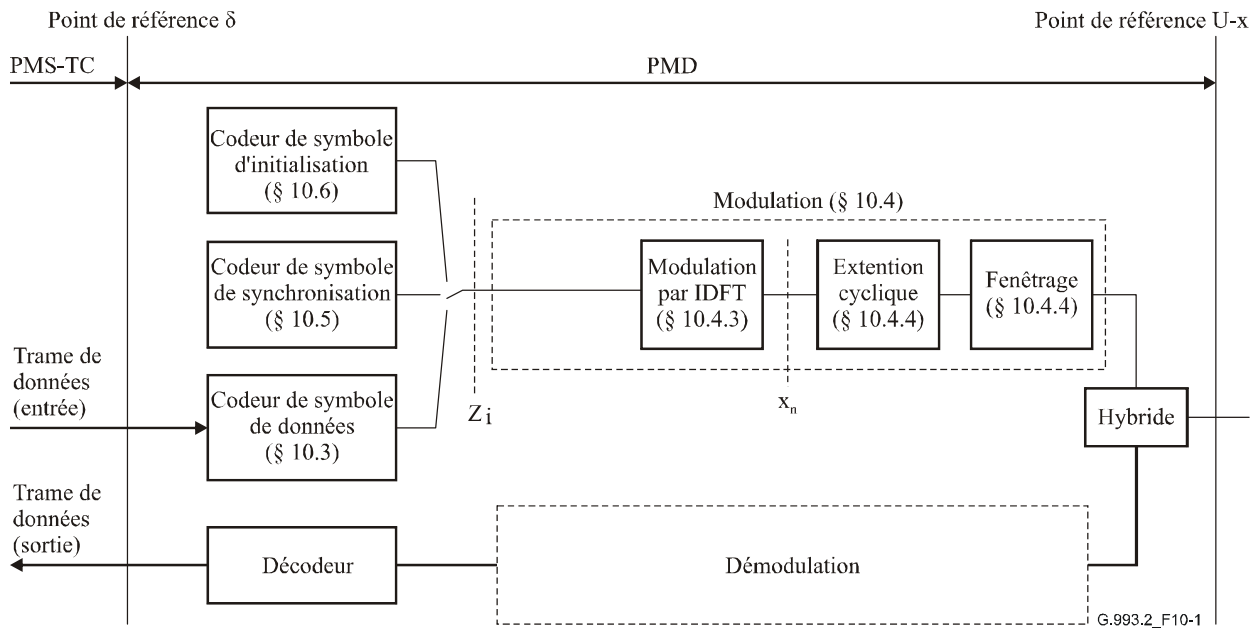 Point de référence δ
Point de référence U-x
PMS-TC
PMD
Codeur de symbole
d'initialisation
(§ 10.6)
Modulation (§ 10.4)
Codeur de symbole
de synchronisation
(§ 10.5)
Modulation
par IDFT
(§ 10.4.3)
Extention
cyclique
(§ 10.4.4)
Fenêtrage
(§ 10.4.4)
Trame de
données
(entrée)
Codeur de symbole
de données
(§ 10.3)
Z i
x n
Hybride
Trame de
données
(sortie)
Décodeur
Démodulation
G.993.2_F10-1